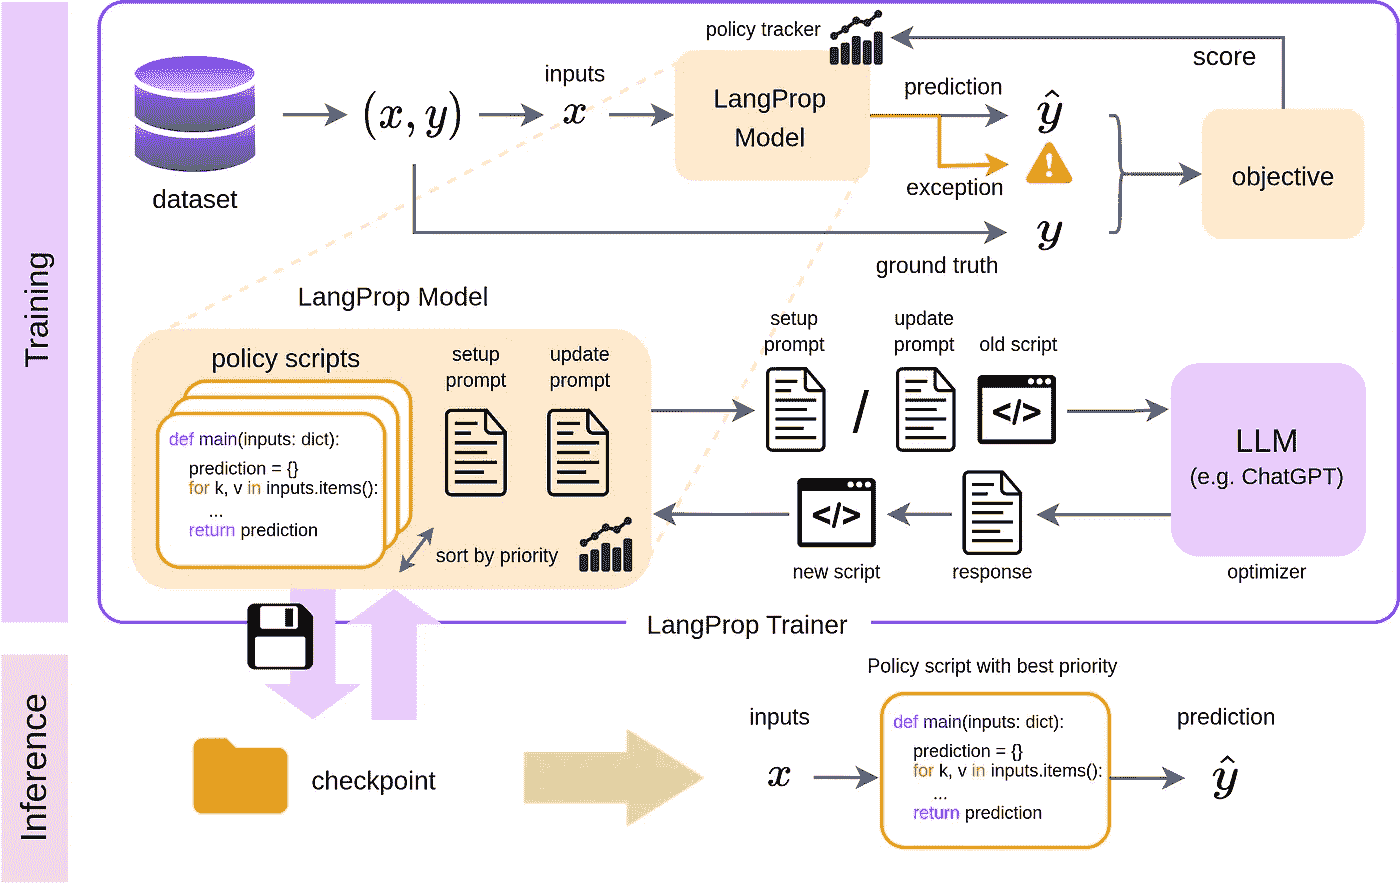 Training
policy tracker
score
inputs
prediction
(x, y)
x
LangProp
Model
ŷ
exception
objective
dataset
y
ground truth
LangProp Model
policy scripts
setup
prompt
update
prompt
def main(inputs: dict):
prediction = {}
for k, v in inputs.items():
...
return prediction
sort by priority
setup
prompt
/
update
prompt
old script
</>
LLM
(e.g. ChatGPT)
</>
new script
response
optimizer
LangProp Trainer
Inference
checkpoint
Policy script with best priority
inputs
x
def main(inputs: dict):
prediction = {}
for k, v in inputs.items():
...
return prediction
prediction
ŷ